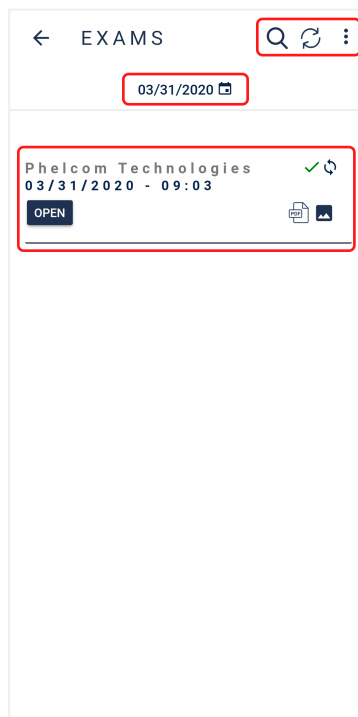 EXAMS
03/31/2020
Phelcom Technologies
03/31/2020 - 09:03
OPEN
PDF